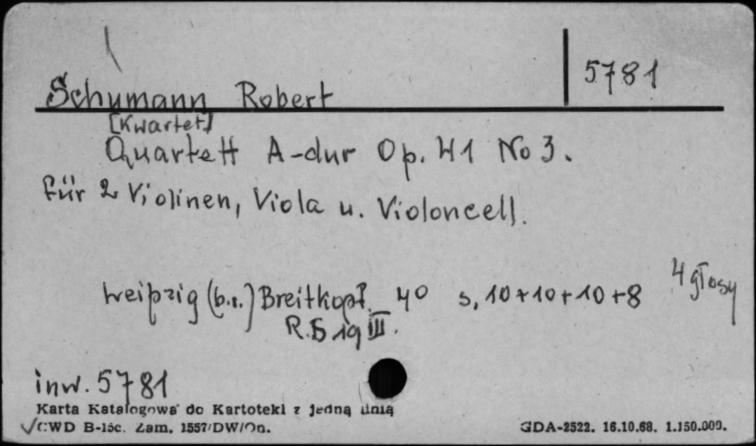 5781
Schumann Robert
[Kwartet]
Quartett A-dur Op. 41 No 3.
für 2 Violinen, Viola u. Violoncell.
4 głosy
Leipzig (b.r.) Breitkopf. 4° s, 10+10+10+8
R.S 19 III.
inw. 5781
Karta Katalogowa do Kartoteki z jedną linią
CWD B-15c. Zam. 1557/DW/On.
GDA-2522. 16.10.68. 1.150.000.